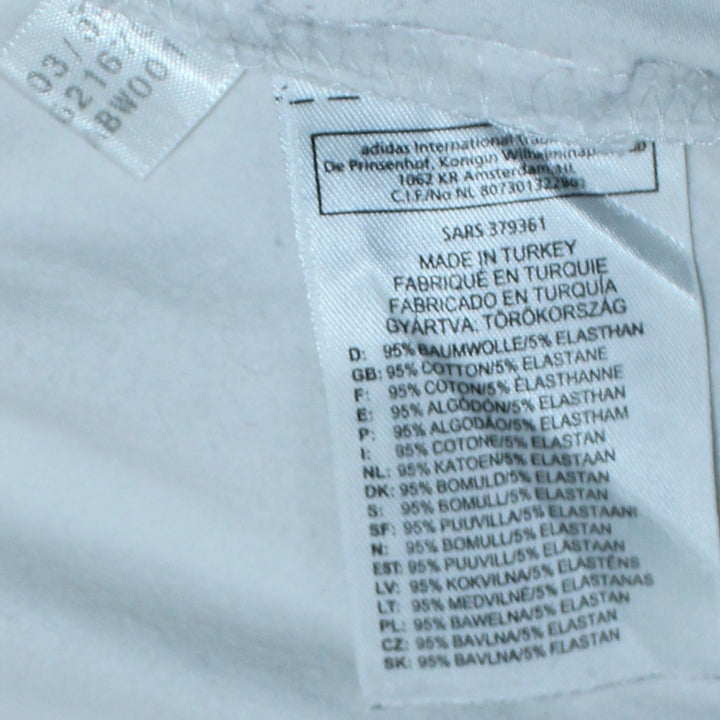 03/
BW001
adidas International
De Prinsenhof, Konigin
1062 KR Amsterdam, NL
C.I.F./No NL
SARS 379361
MADE IN TURKEY
FABRIQUÉ EN TURQUIE
FABRICADO EN TURQUÍA
GYÁRTVA: TÖRÖKORSZÁG
D: 95% BAUMWOLLE/5% ELASTHAN
GB: 95% COTTON/5% ELASTANE
F: 95% COTON/5% ÉLASTHANNE
E: 95% ALGODÓN/5% ELASTHAN
P: 95% ALGODÃO/5% ELASTHAM
I: 95% COTONE/5% ELASTAN
NL: 95% KATOEN/5% ELASTAAN
DK: 95% BOMULD/5% ELASTAN
S: 95% BOMULL/5% ELASTAN
SF: 95% PUUVILLA/5% ELASTAANI
N: 95% BOMULL/5% ELASTAN
EST: 95% PUUVILL/5% ELASTAAN
LV: 95% KOKVILNA/5% ELASTĒNS
LT: 95% MEDVILNĖ/5% ELASTANAS
PL: 95% BAWEŁNA/5% ELASTAN
CZ: 95% BAVLNA/5% ELASTAN
SK: 95% BAVLNA/5% ELASTAN